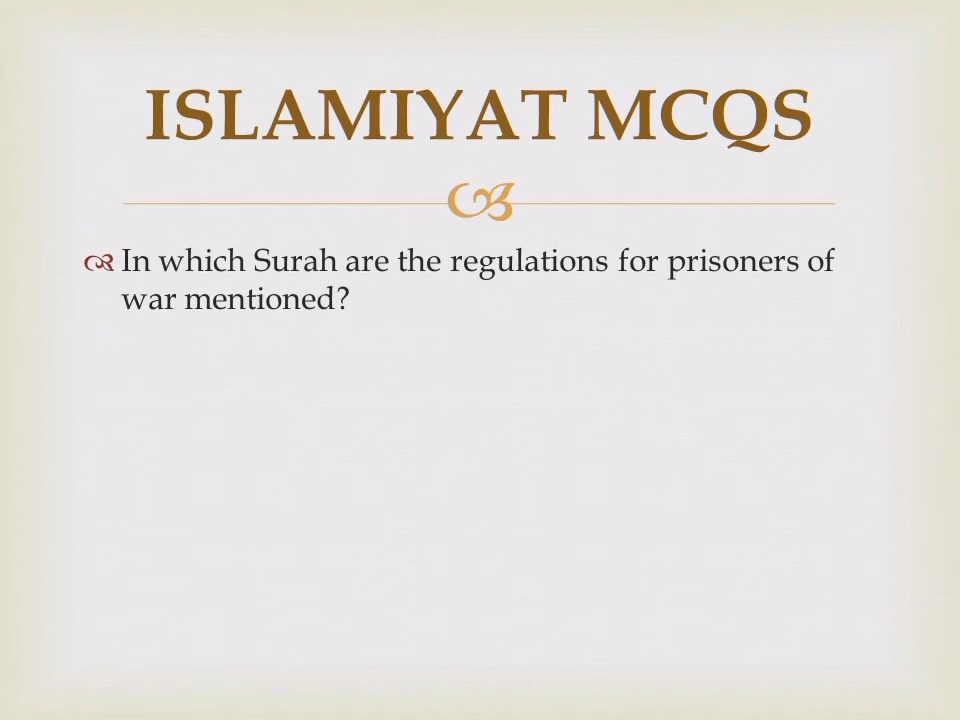 ISLAMIYAT MCQS
In which Surah are the regulations for prisoners of
war mentioned?